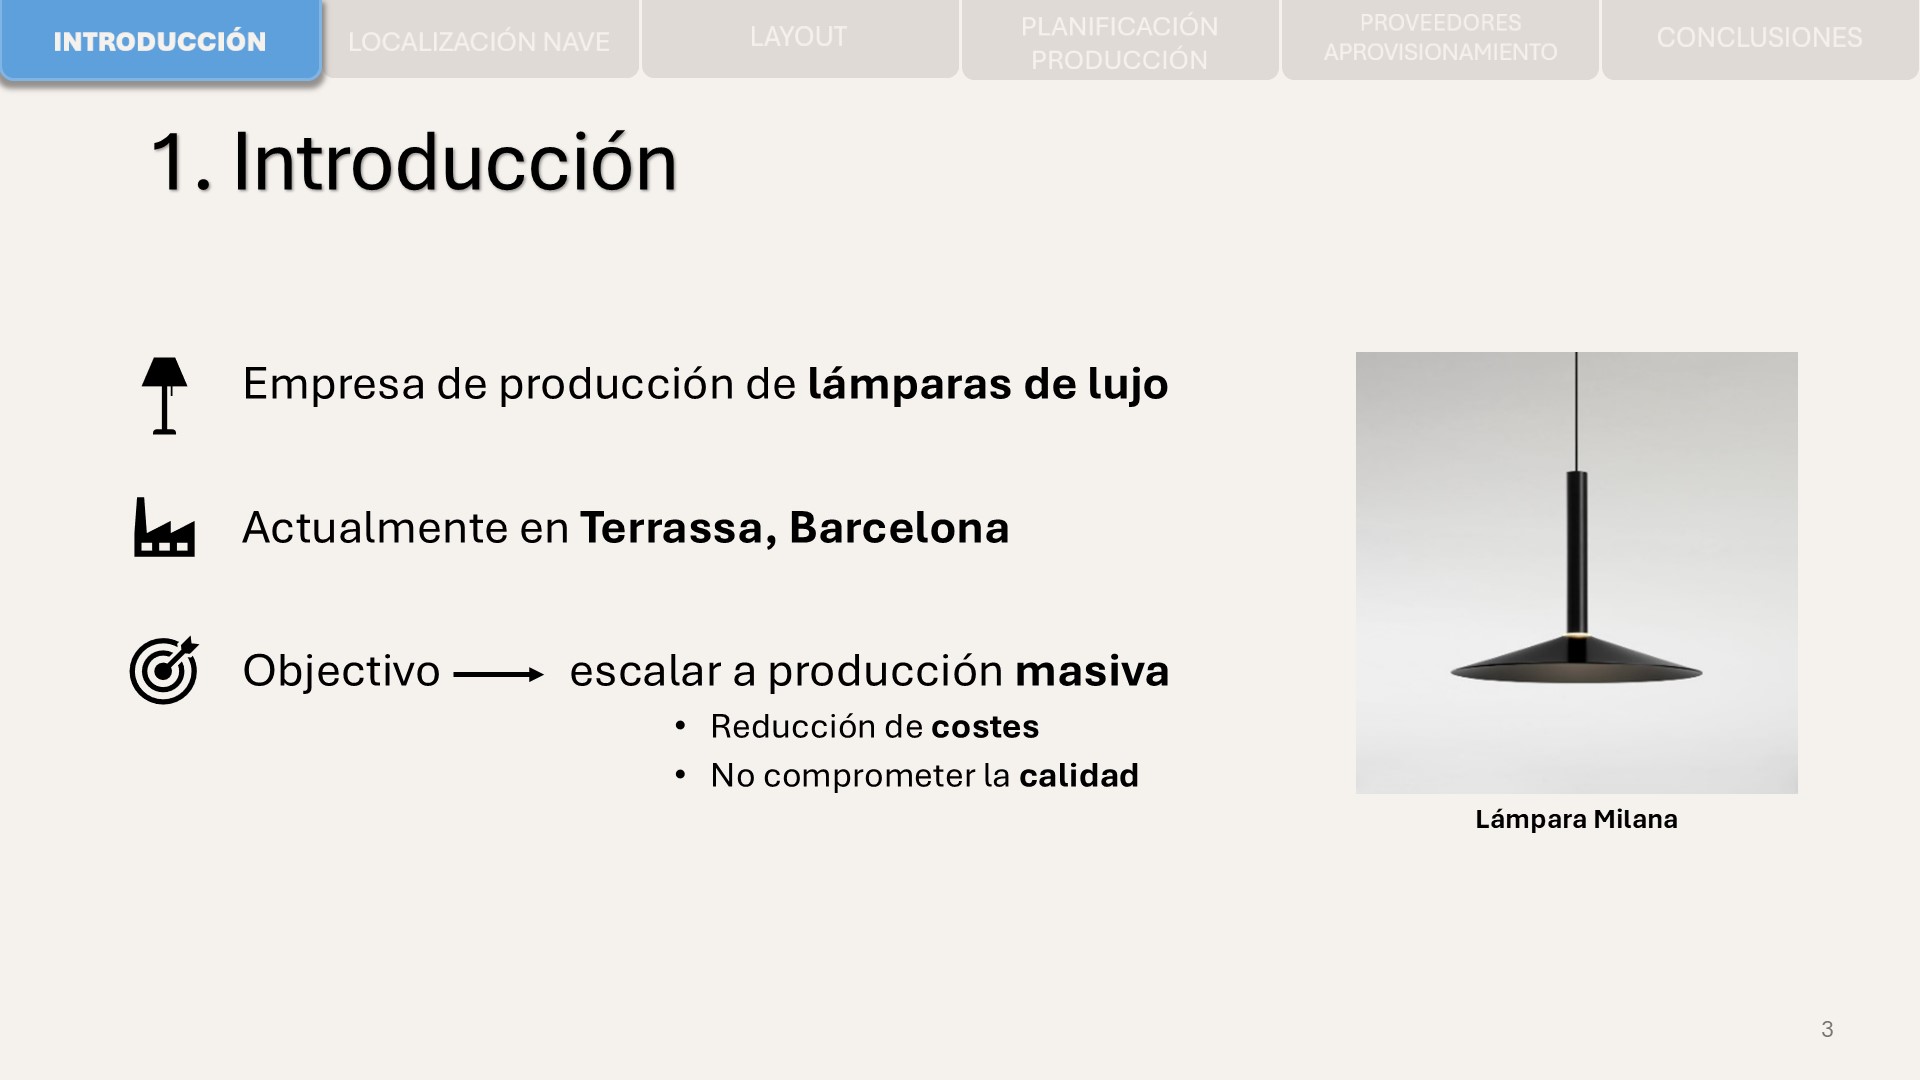 INTRODUCCIÓN
LOCALIZACIÓN NAVE
LAYOUT
PLANIFICACIÓN
PRODUCCIÓN
PROVEEDORES
APROVISIONAMIENTO
CONCLUSIONES
1. Introducción
Empresa de producción de lámparas de lujo
Actualmente en Terrassa, Barcelona
Objectivo escalar a producción masiva
• Reducción de costes
• No comprometer la calidad
Lámpara Milana
3